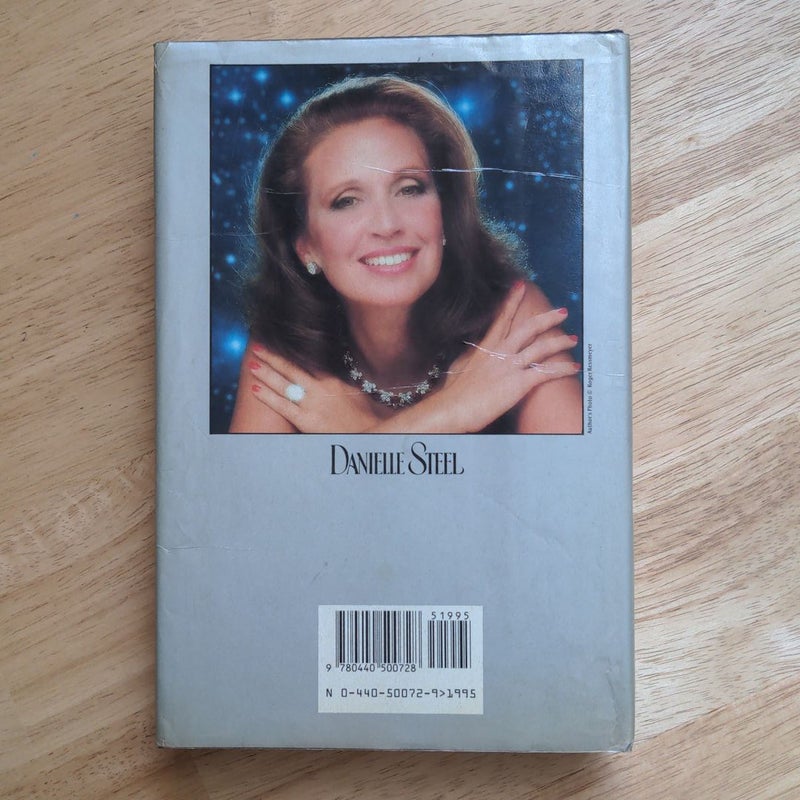 Author's Photo © Roger Ressmeyer
DANIELLE STEEL
51995
9 780440 500728
N 0-440-50072-9>1995